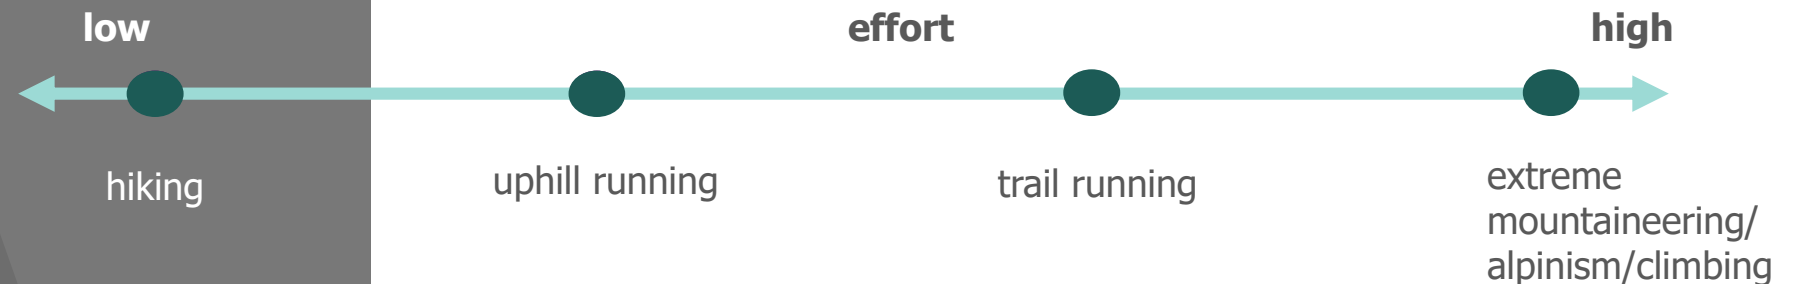 low
effort
high
hiking
uphill running
trail running
extreme
mountaineering/
alpinism/climbing